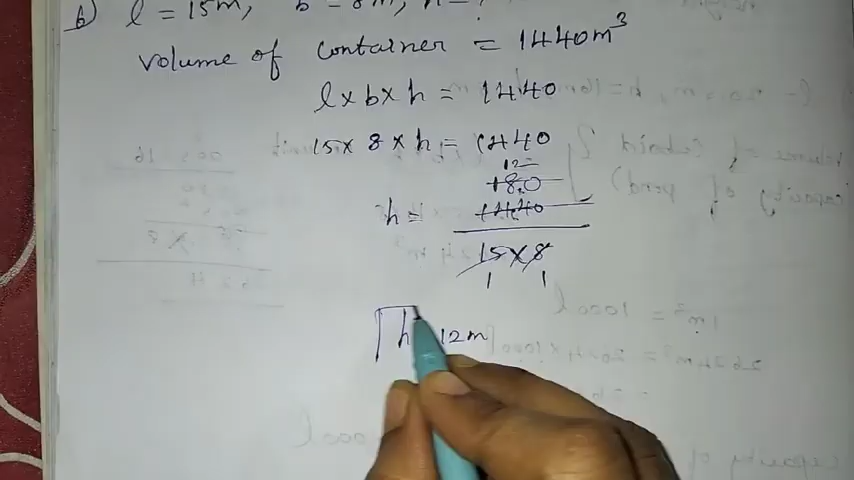 b) l = 15m, b = 8m, h = ?
volume of container = 1440m³
l x b x h = 1440
15 x 8 x h = 1440
12
180
h = 1440
15 x 8
1 1
h 12m